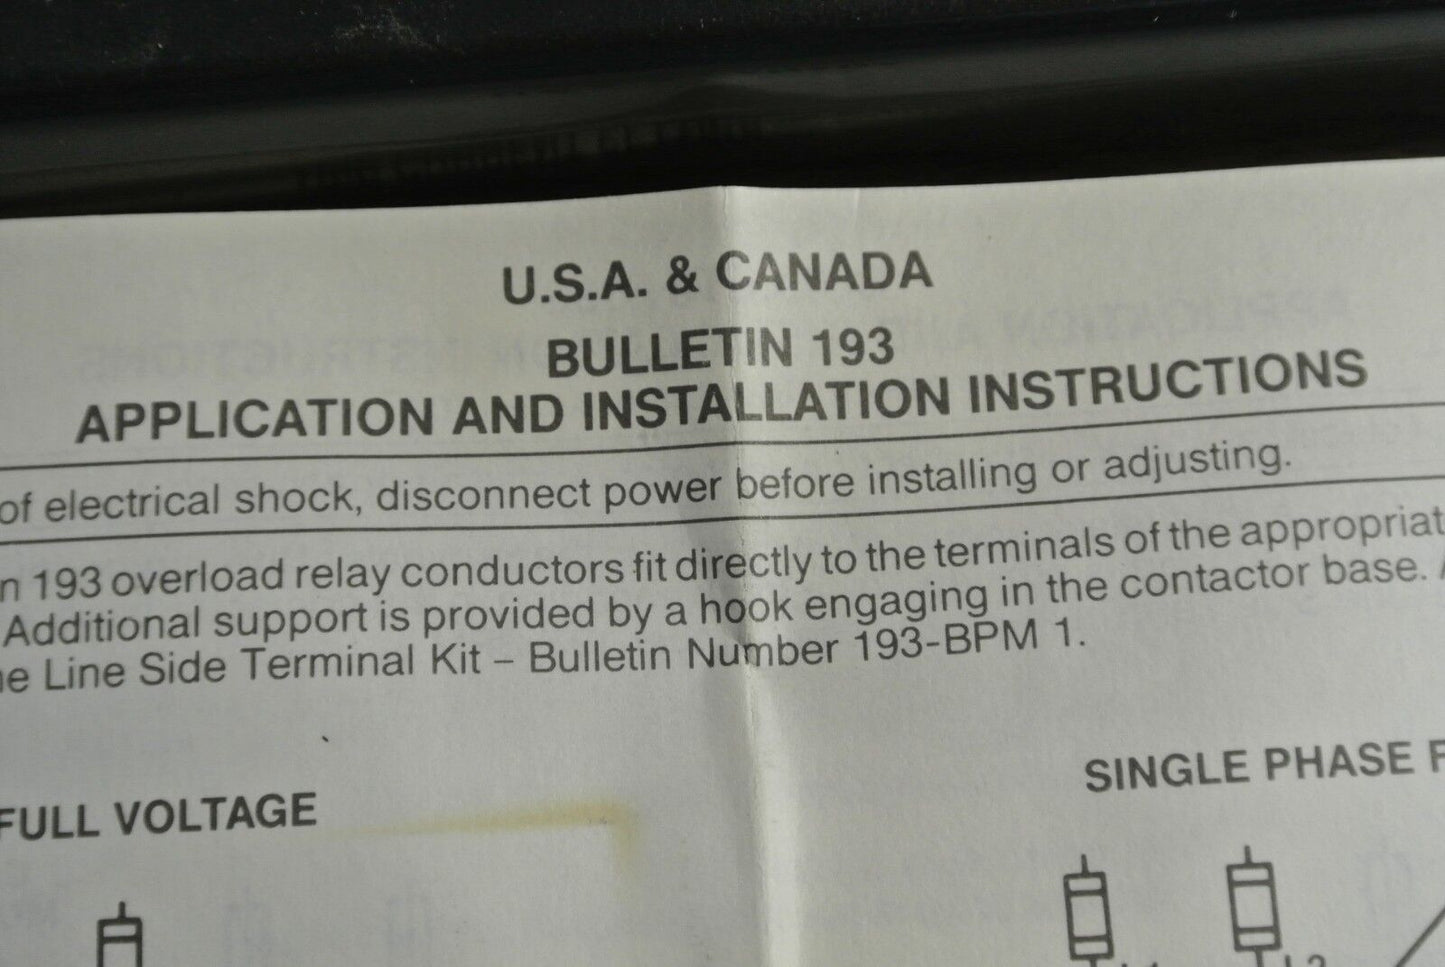 U.S.A. & CANADA
BULLETIN 193
APPLICATION AND INSTALLATION INSTRUCTIONS
of electrical shock, disconnect power before installing or adjusting.
193 overload relay conductors fit directly to the terminals of the appropriat
Additional support is provided by a hook engaging in the contactor base.
Line Side Terminal Kit – Bulletin Number 193-BPM 1.
FULL VOLTAGE
SINGLE PHASE